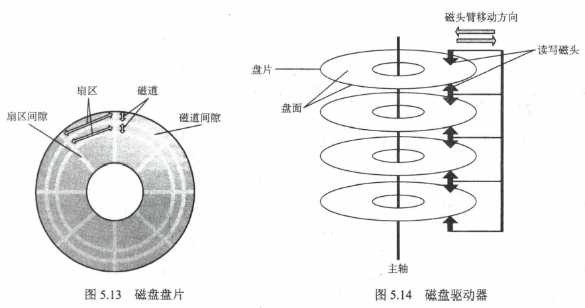 扇区
磁道
扇区间隙
磁道间隙
图 5.13 磁盘盘片
磁头臂移动方向
读写磁头
盘片
盘面
主轴
图 5.14 磁盘驱动器